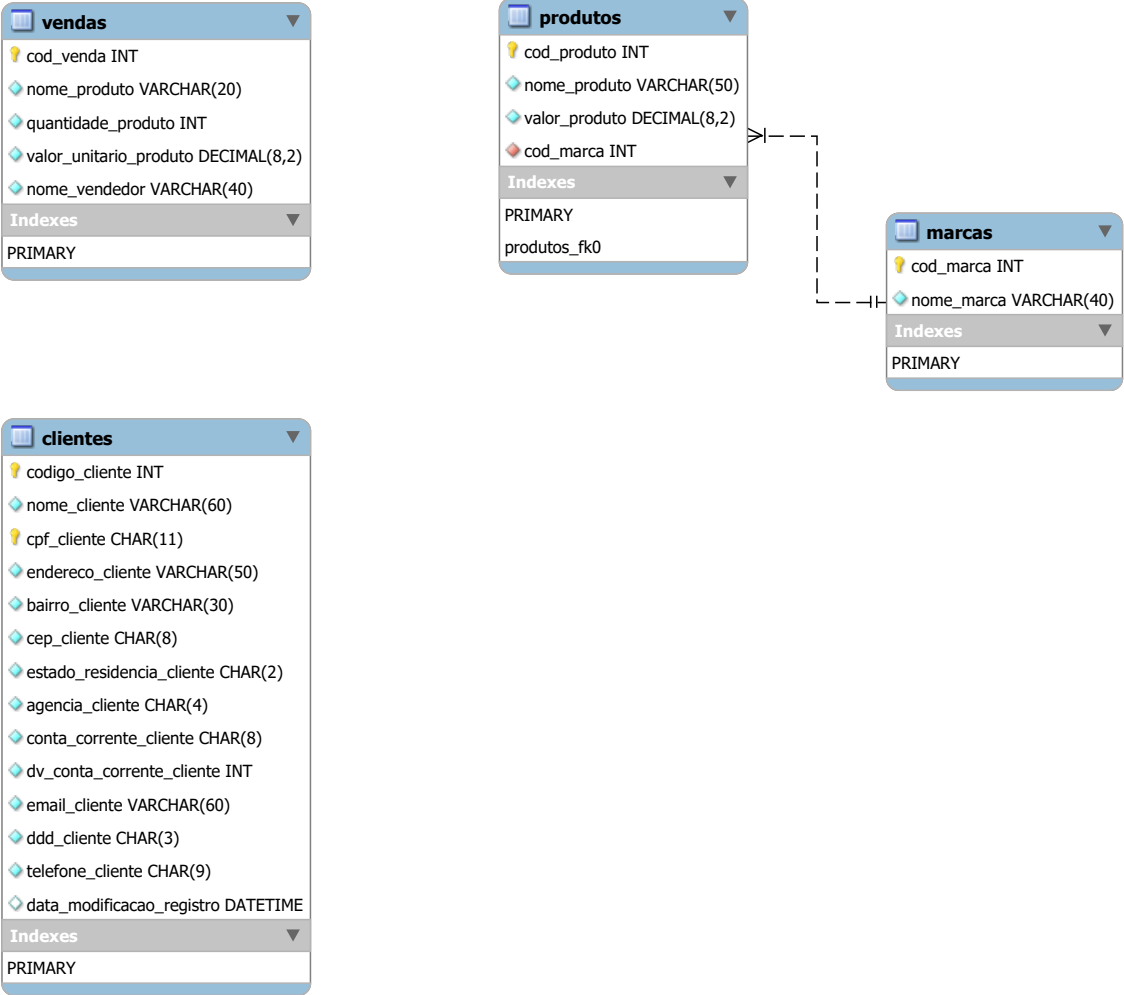 vendas
cod_venda INT
nome_produto VARCHAR(20)
quantidade_produto INT
valor_unitario_produto DECIMAL(8,2)
nome_vendedor VARCHAR(40)
Indexes
PRIMARY
produtos
cod_produto INT
nome_produto VARCHAR(50)
valor_produto DECIMAL(8,2)
cod_marca INT
Indexes
PRIMARY
produtos_fk0
marcas
cod_marca INT
nome_marca VARCHAR(40)
Indexes
PRIMARY
clientes
codigo_cliente INT
nome_cliente VARCHAR(60)
cpf_cliente CHAR(11)
endereco_cliente VARCHAR(50)
bairro_cliente VARCHAR(30)
cep_cliente CHAR(8)
estado_residencia_cliente CHAR(2)
agencia_cliente CHAR(4)
conta_corrente_cliente CHAR(8)
dv_conta_corrente_cliente INT
email_cliente VARCHAR(60)
ddd_cliente CHAR(3)
telefone_cliente CHAR(9)
data_modificacao_registro DATETIME
Indexes
PRIMARY